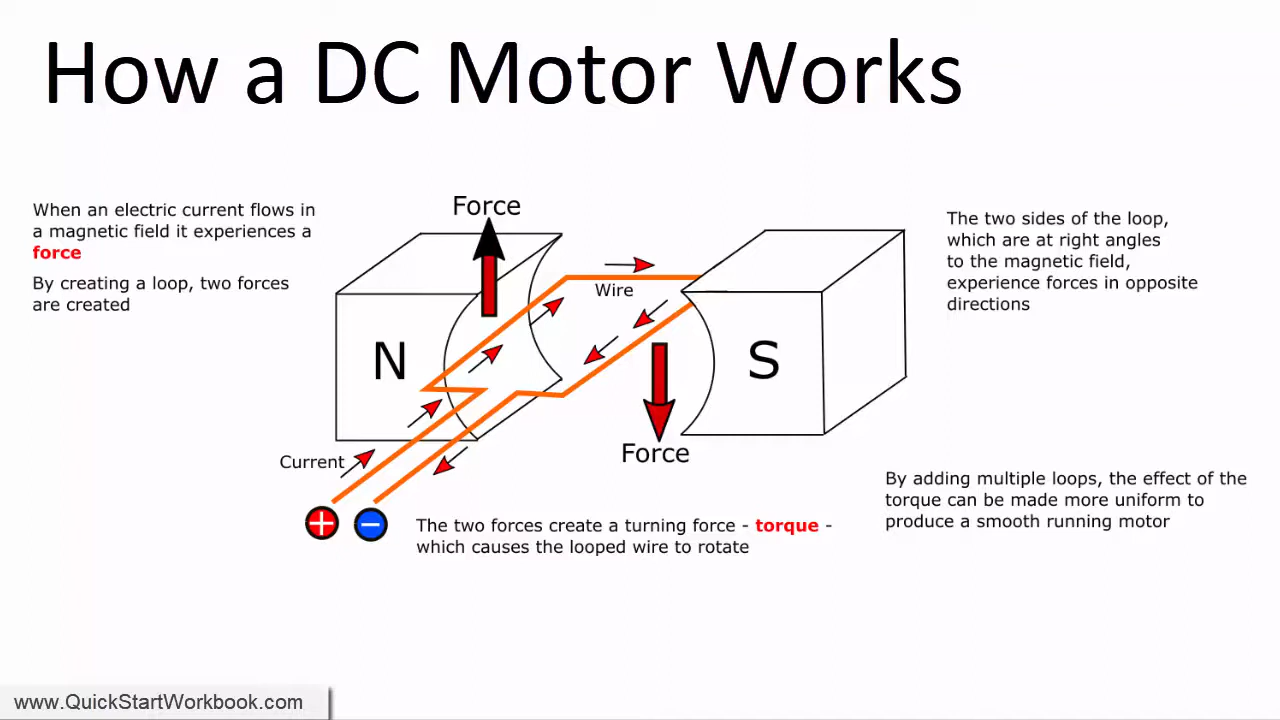 How a DC Motor Works
When an electric current flows in
a magnetic field it experiences a
force
By creating a loop, two forces
are created
Force
The two sides of the loop,
which are at right angles
to the magnetic field,
experience forces in opposite
directions
Wire
N
S
Force
Current
+
−
The two forces create a turning force - torque -
which causes the looped wire to rotate
By adding multiple loops, the effect of the
torque can be made more uniform to
produce a smooth running motor
www.QuickStartWorkbook.com